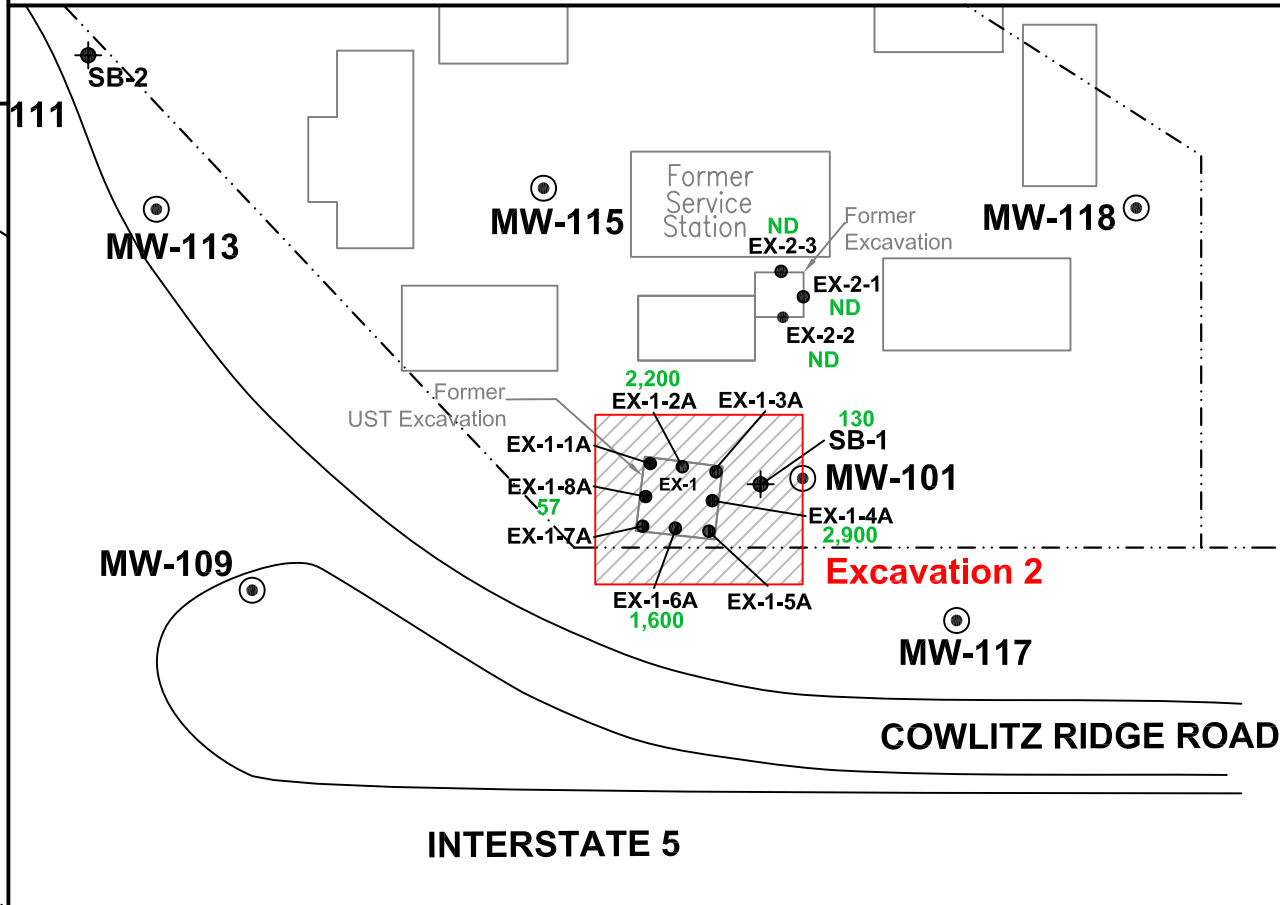 SB-2
111
MW-113
MW-115
Former
Service
Station
ND
EX-2-3
Former
Excavation
MW-118
EX-2-1
ND
EX-2-2
ND
Former
UST Excavation
2,200
EX-1-2A
EX-1-3A
130
SB-1
EX-1-1A
MW-101
EX-1-8A
EX-1
57
EX-1-4A
2,900
EX-1-7A
MW-109
Excavation 2
EX-1-6A
1,600
EX-1-5A
MW-117
COWLITZ RIDGE ROAD
INTERSTATE 5